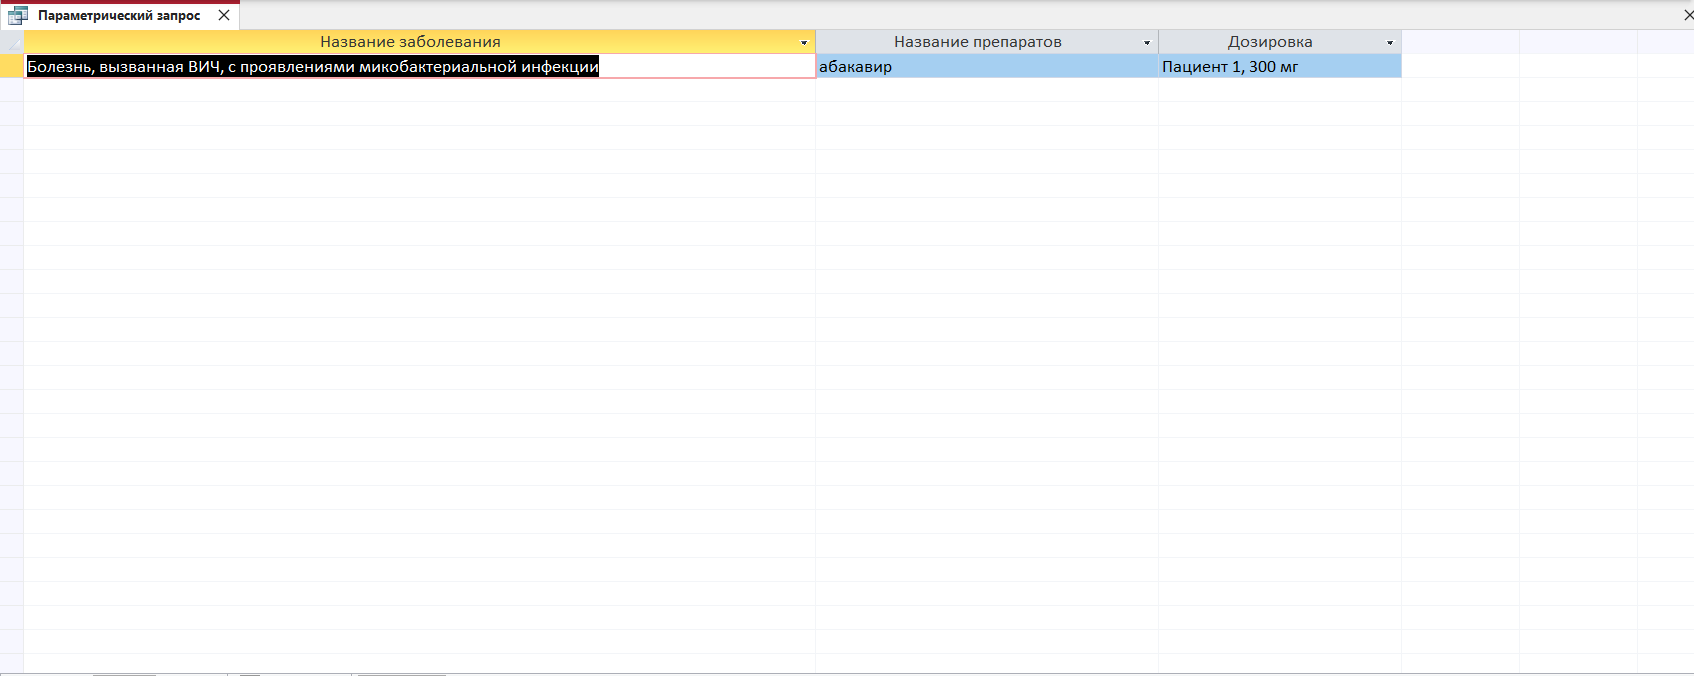 Параметрический запрос
Название заболевания Название препаратов Дозировка
Болезнь, вызванная ВИЧ, с проявлениями микобактериальной инфекции абакавир Пациент 1, 300 мг